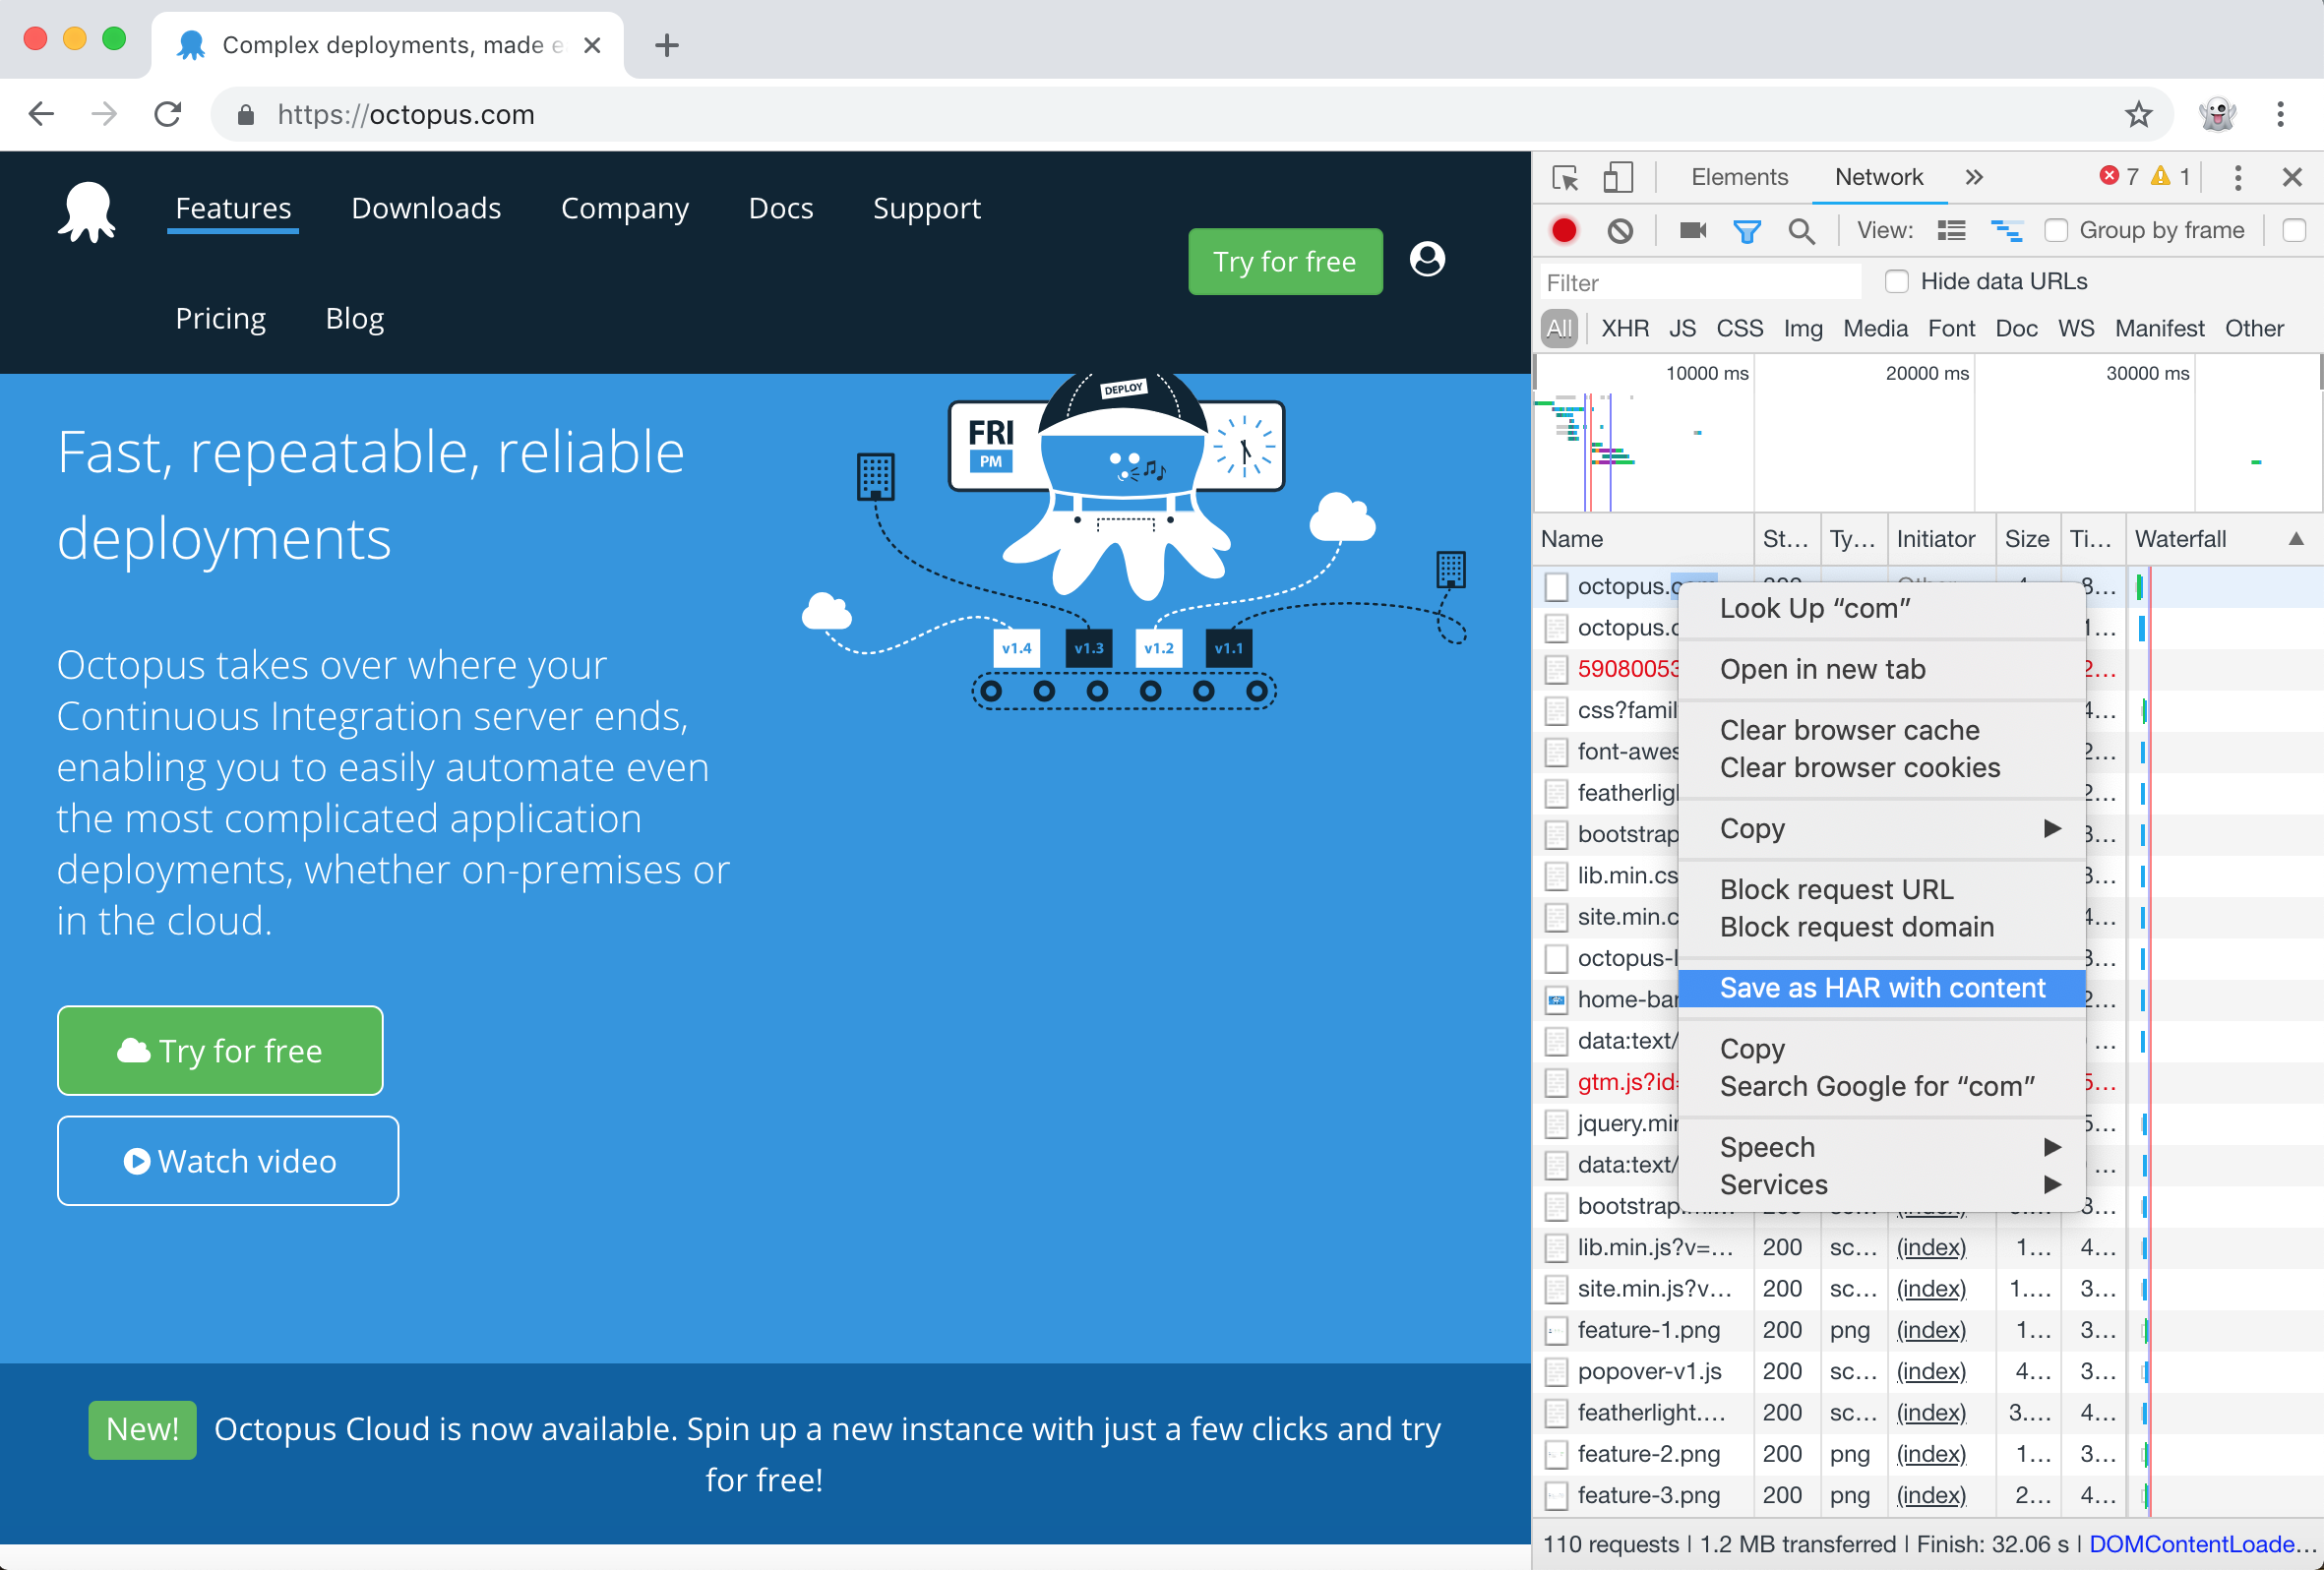 Complex deployments, made e
https://octopus.com
Features Downloads Company Docs Support
Try for free
Pricing Blog
DEPLOY
FRI
PM
Fast, repeatable, reliable
deployments
v1.4 v1.3 v1.2 v1.1
Octopus takes over where your
Continuous Integration server ends,
enabling you to easily automate even
the most complicated application
deployments, whether on-premises or
in the cloud.
Try for free
Watch video
New! Octopus Cloud is now available. Spin up a new instance with just a few clicks and try
for free!
Elements Network 7 1
View: Group by frame
Filter Hide data URLs
All XHR JS CSS Img Media Font Doc WS Manifest Other
10000 ms 20000 ms 30000 ms
Name St... Ty... Initiator Size Ti... Waterfall
octopus. 8...
octopus.c 1...
59080053 2...
css?famil 4...
font-awes 2...
featherlig 2...
bootstrap 3...
lib.min.cs 3...
site.min.c 4...
octopus-l 3...
home-bar 2...
data:text/ ...
gtm.js?id= 5...
jquery.mir 5...
data:text/ ...
bootstrap. 3...
Look Up “com”
Open in new tab
Clear browser cache
Clear browser cookies
Copy
Block request URL
Block request domain
Save as HAR with content
Copy
Search Google for “com”
Speech
Services
lib.min.js?v=... 200 sc... (index) 1... 4...
site.min.js?v... 200 sc... (index) 1.... 3...
feature-1.png 200 png (index) 1... 3...
popover-v1.js 200 sc... (index) 4... 3...
featherlight.... 200 sc... (index) 3.... 4...
feature-2.png 200 png (index) 1... 3...
feature-3.png 200 png (index) 2... 4...
110 requests | 1.2 MB transferred | Finish: 32.06 s | DOMContentLoade...